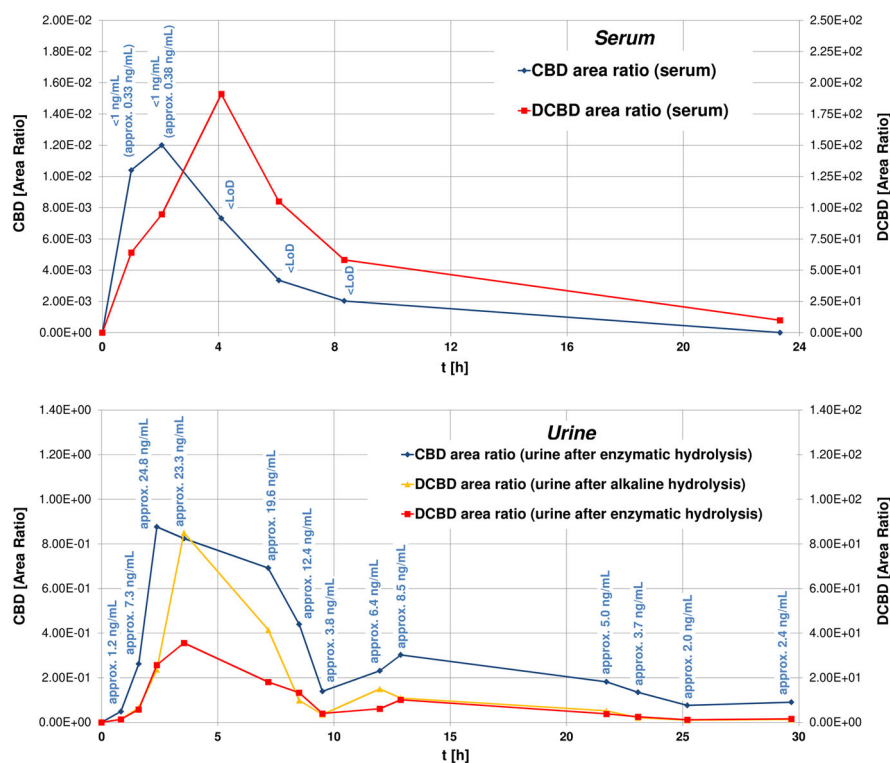 Serum
CBD area ratio (serum)
DCBD area ratio (serum)
CBD [Area Ratio]
2.00E-02
1.80E-02
1.60E-02
1.40E-02
1.20E-02
1.00E-02
8.00E-03
6.00E-03
4.00E-03
2.00E-03
0.00E+00
<1 ng/mL
(approx. 0.33 ng/mL)
<1 ng/mL
(approx. 0.38 ng/mL)
<LoD
<LoD
<LoD
2.50E+02
2.25E+02
2.00E+02
1.75E+02
1.50E+02
1.25E+02
1.00E+02
7.50E+01
5.00E+01
2.50E+01
0.00E+00
DCBD [Area Ratio]
0 4 8 12 16 20 24
t [h]
Urine
CBD area ratio (urine after enzymatic hydrolysis)
DCBD area ratio (urine after alkaline hydrolysis)
DCBD area ratio (urine after enzymatic hydrolysis)
CBD [Area Ratio]
1.40E+00
1.20E+00
1.00E+00
8.00E-01
6.00E-01
4.00E-01
2.00E-01
0.00E+00
approx. 1.2 ng/mL
approx. 7.3 ng/mL
approx. 24.8 ng/mL
approx. 23.3 ng/mL
approx. 19.6 ng/mL
approx. 12.4 ng/mL
approx. 3.8 ng/mL
approx. 6.4 ng/mL
approx. 8.5 ng/mL
approx. 5.0 ng/mL
approx. 3.7 ng/mL
approx. 2.0 ng/mL
approx. 2.4 ng/mL
1.40E+02
1.20E+02
1.00E+02
8.00E+01
6.00E+01
4.00E+01
2.00E+01
0.00E+00
DCBD [Area Ratio]
0 5 10 15 20 25 30
t [h]